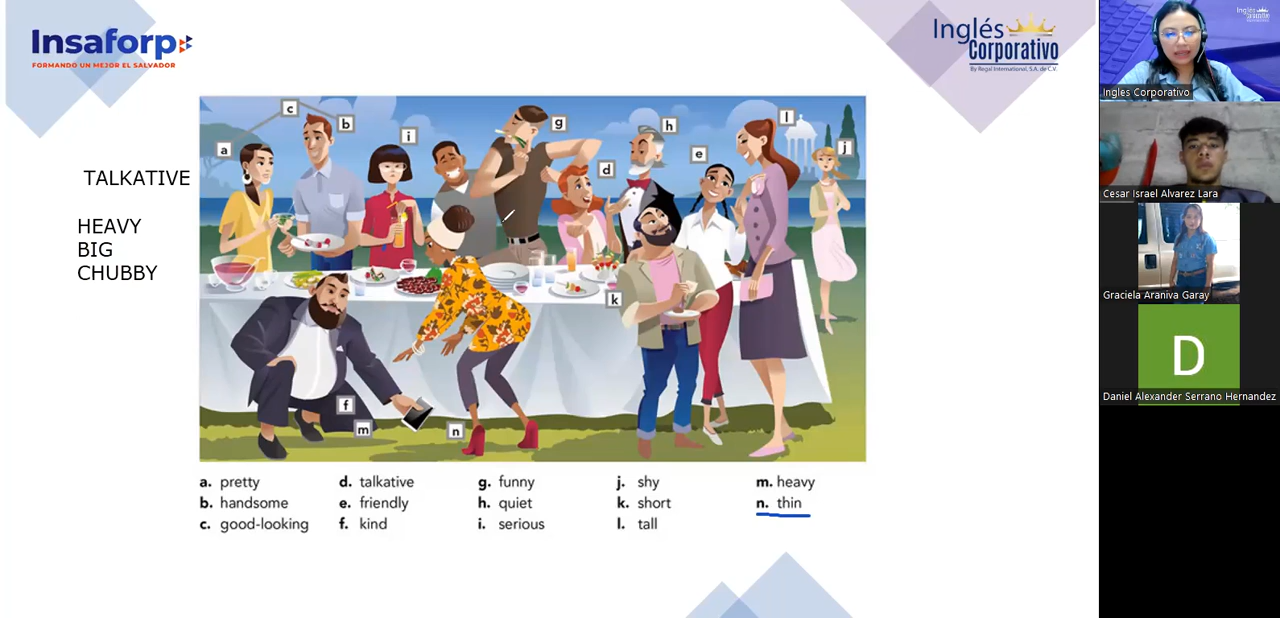 Insaforp
FORMANDO UN MEJOR EL SALVADOR
Inglés
Corporativo
By Regal International, S.A. de C.V.
TALKATIVE
HEAVY
BIG
CHUBBY
a
c
b
i
g
h
d
e
l
j
k
f
m
n
a. pretty
b. handsome
c. good-looking
d. talkative
e. friendly
f. kind
g. funny
h. quiet
i. serious
j. shy
k. short
l. tall
m. heavy
n. thin
Ingles Corporativo
Cesar Israel Alvarez Lara
Graciela Araniva Garay
D
Daniel Alexander Serrano Hernandez